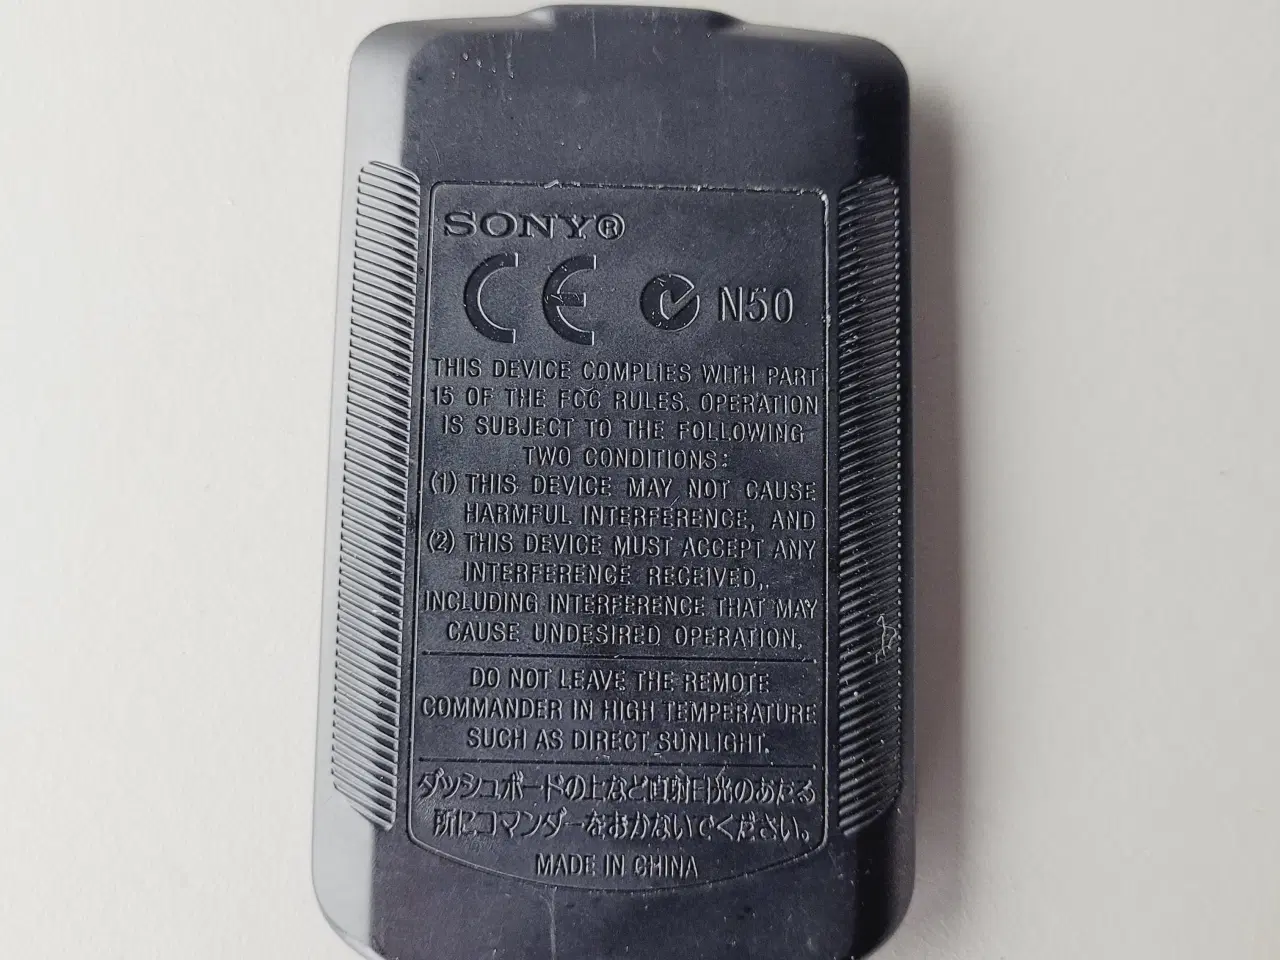 SONY®
CE N50
THIS DEVICE COMPLIES WITH PART
15 OF THE FCC RULES. OPERATION
IS SUBJECT TO THE FOLLOWING
TWO CONDITIONS:
(1) THIS DEVICE MAY NOT CAUSE
HARMFUL INTERFERENCE, AND
(2) THIS DEVICE MUST ACCEPT ANY
INTERFERENCE RECEIVED,
INCLUDING INTERFERENCE THAT MAY
CAUSE UNDESIRED OPERATION.
DO NOT LEAVE THE REMOTE
COMMANDER IN HIGH TEMPERATURE
SUCH AS DIRECT SUNLIGHT.
ダッシュボードの上など直射日光のあたる
所にコマンダーをおかないでください。
MADE IN CHINA